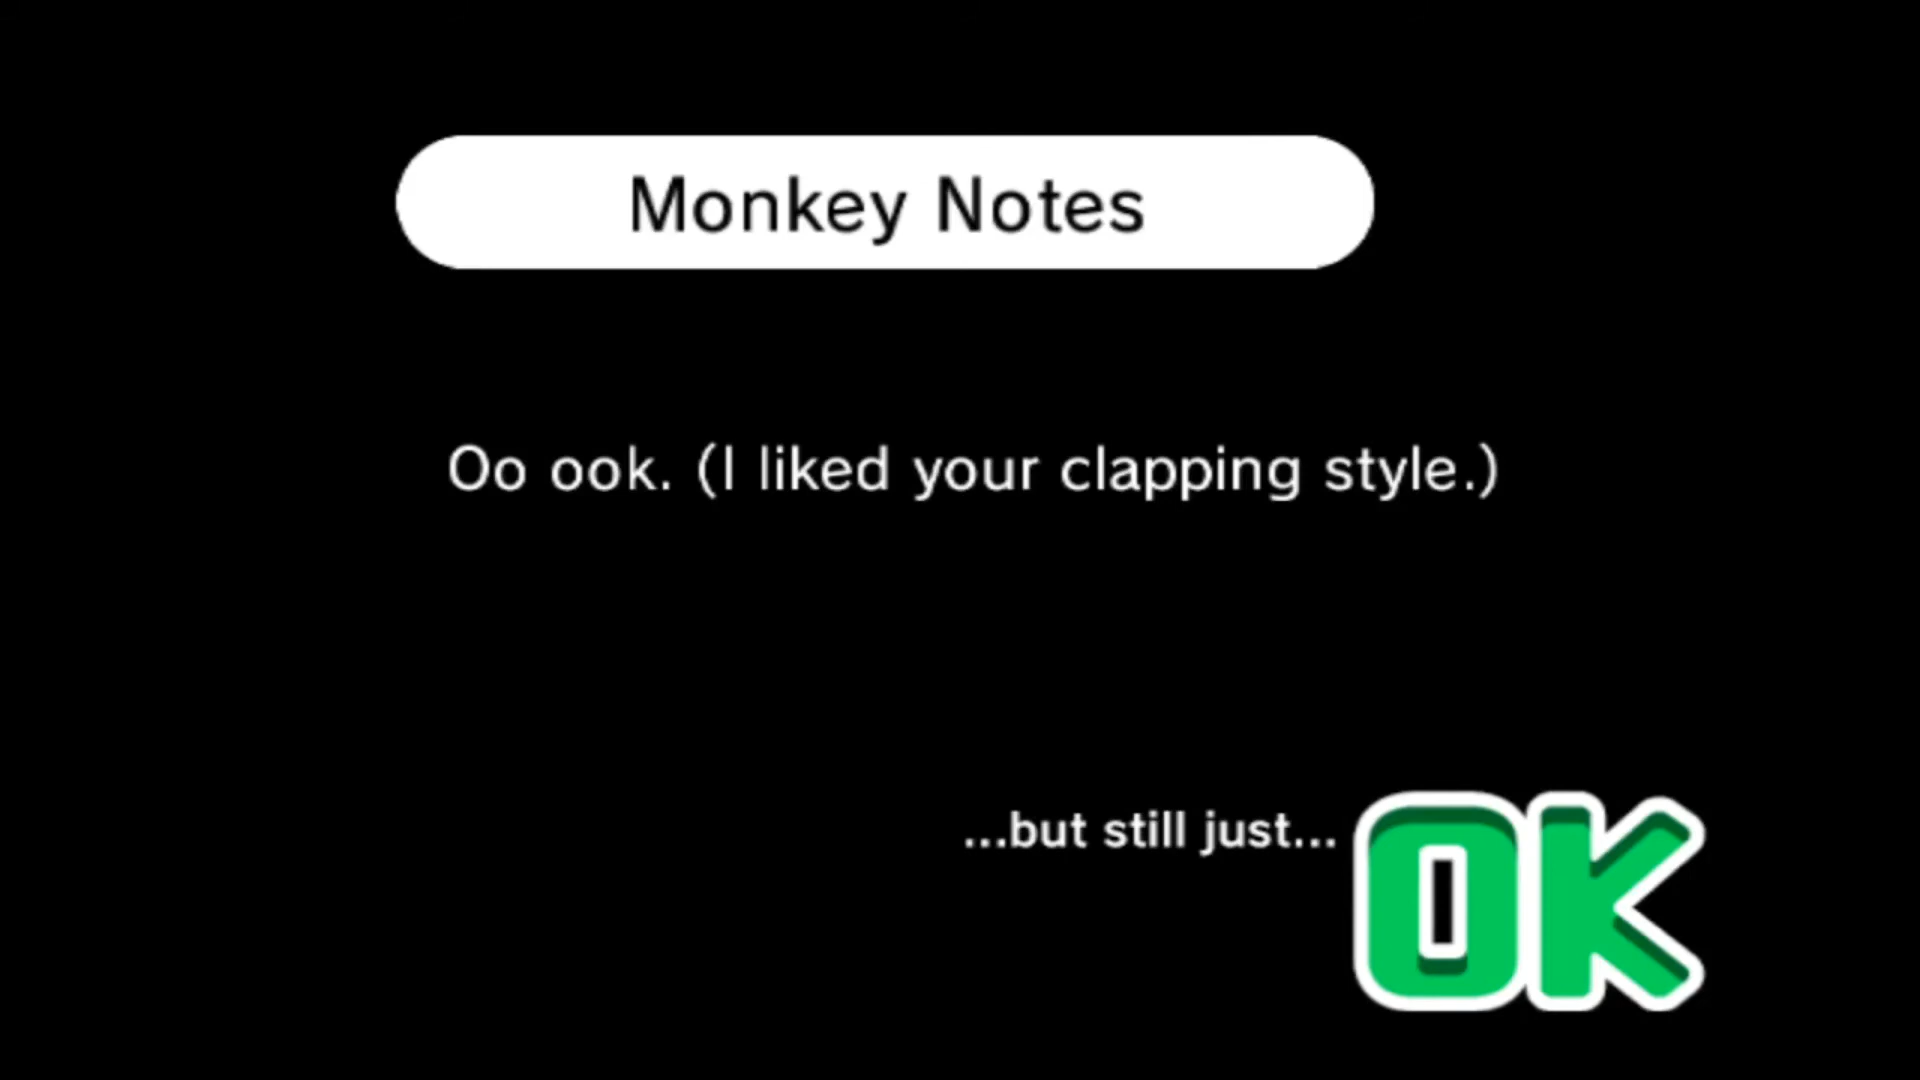 Monkey Notes
Oo ook. (I liked your clapping style.)
...but still just...
OK